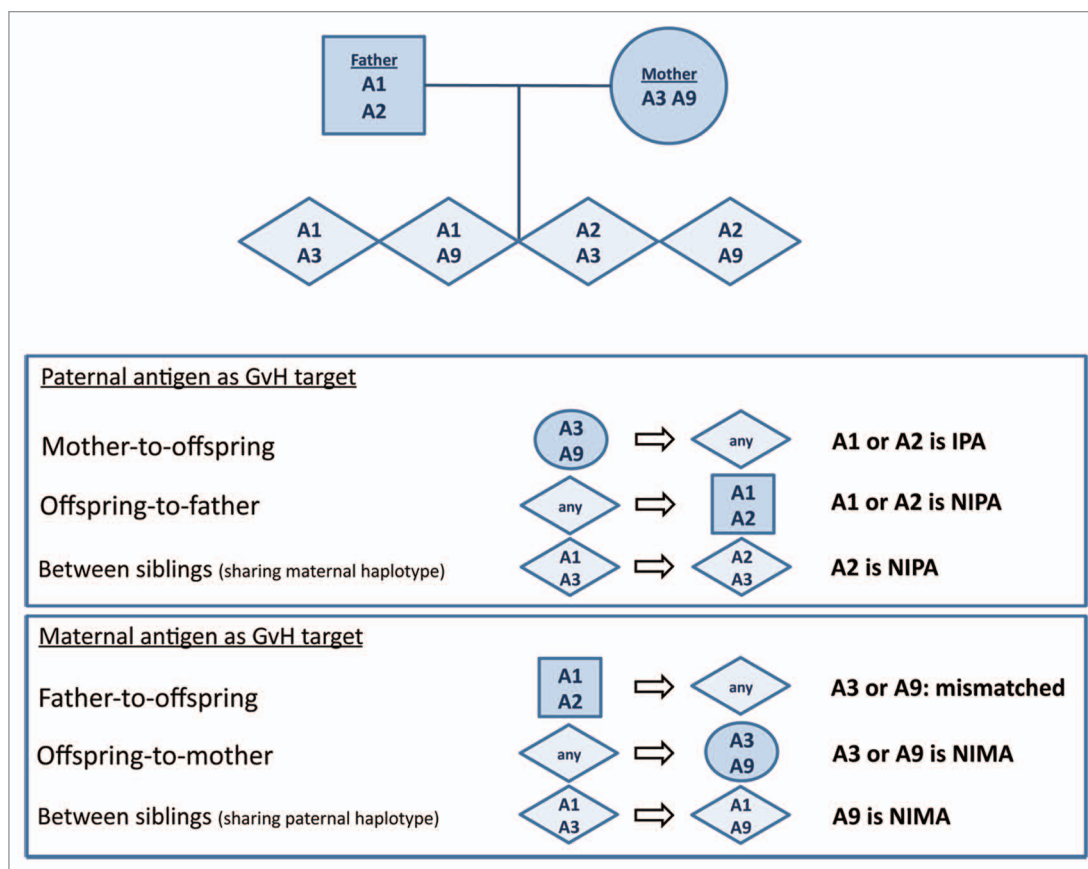 Father
A1
A2
Mother
A3 A9
A1
A3
A1
A9
A2
A3
A2
A9
Paternal antigen as GvH target
Mother-to-offspring
A3
A9
any
A1 or A2 is IPA
Offspring-to-father
any
A1
A2
A1 or A2 is NIPA
Between siblings (sharing maternal haplotype)
A1
A3
A2
A3
A2 is NIPA
Maternal antigen as GvH target
Father-to-offspring
A1
A2
any
A3 or A9: mismatched
Offspring-to-mother
any
A3
A9
A3 or A9 is NIMA
Between siblings (sharing paternal haplotype)
A1
A3
A1
A9
A9 is NIMA